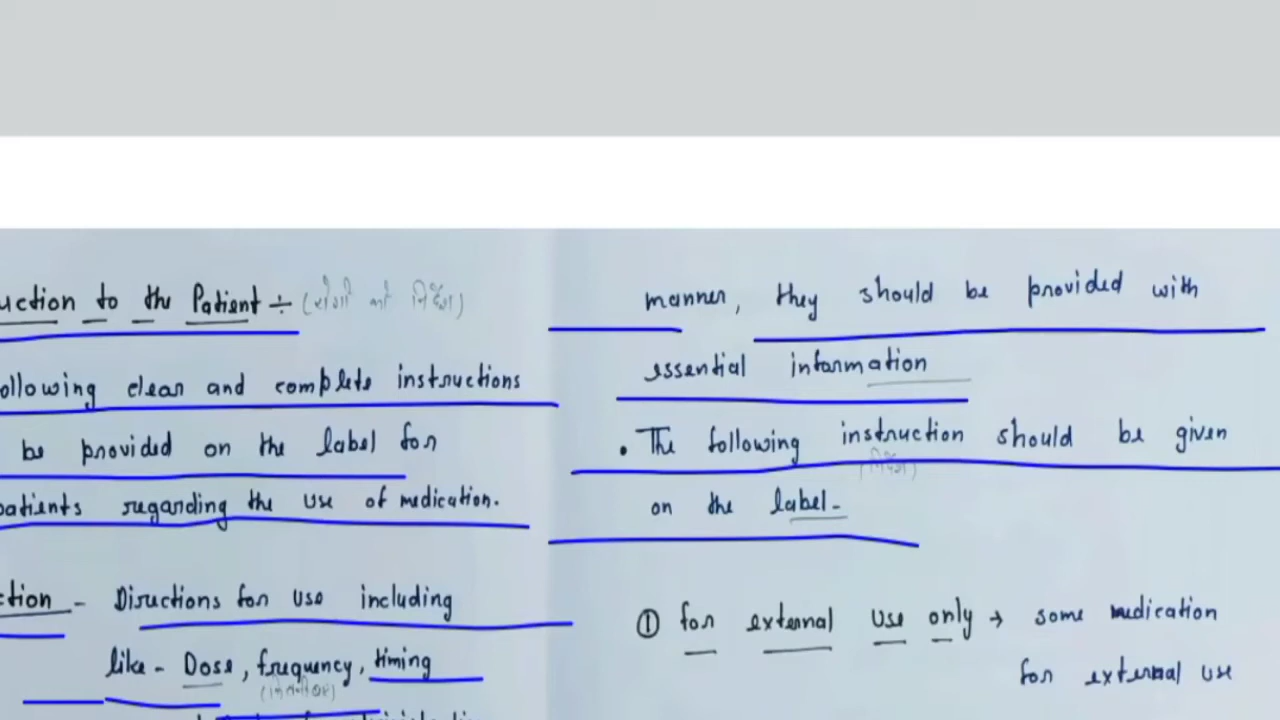 uction to the Patient ÷ (रोगी को निर्देश)
ollowing clear and complete instructions
be provided on the label for
patients regarding the use of medication.
ction - Directions for use including
like - Dose, frequency, timing
manner, they should be provided with
essential information
• The following instruction should be given
(निर्देश)
on the label -
① for external use only → some medication
for external use